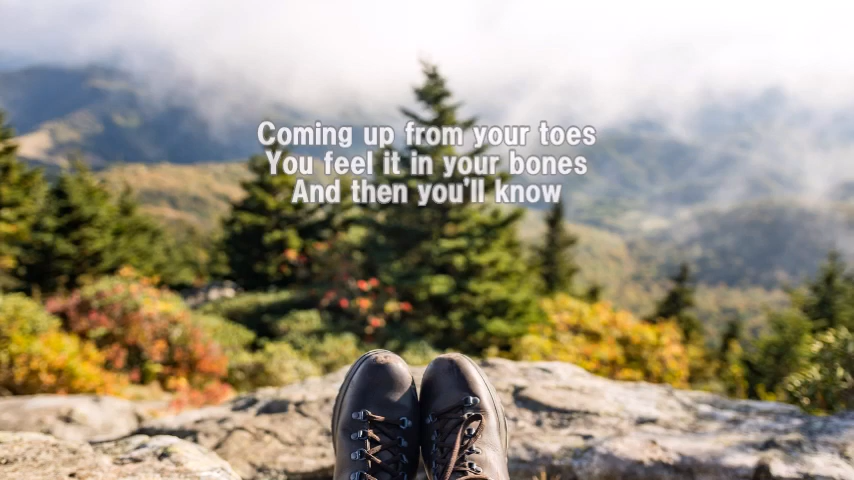 Coming up from your toes
You feel it in your bones
And then you'll know